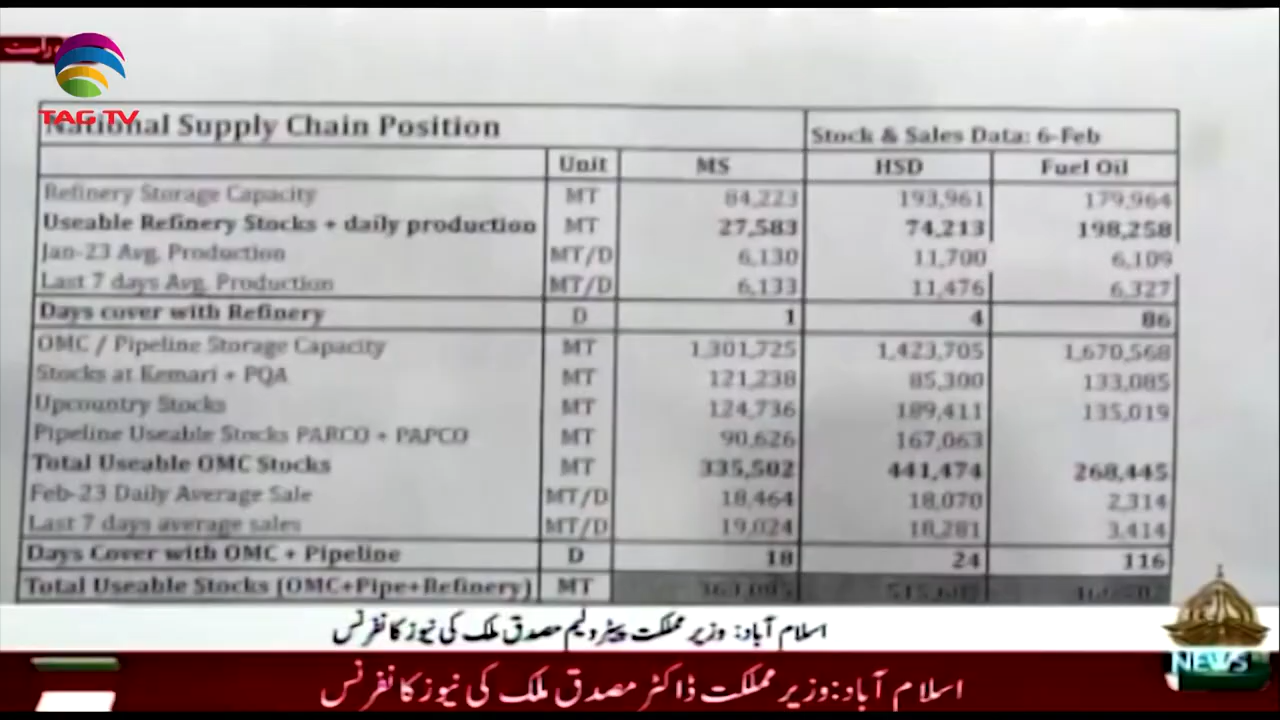 راست
TAG TV
National Supply Chain Position Stock & Sales Data: 6-Feb
Unit MS HSD Fuel Oil
Refinery Storage Capacity MT 84,223 193,961 179,964
Useable Refinery Stocks + daily production MT 27,583 74,213 198,258
Jan-23 Avg. Production MT/D 6,130 11,700 6,109
Last 7 days Avg. Production MT/D 6,133 11,476 6,327
Days cover with Refinery D 1 4 86
OMC / Pipeline Storage Capacity MT 1,301,725 1,423,705 1,670,568
Stocks at Kemari + PQA MT 121,238 85,300 133,085
Upcountry Stocks MT 124,736 189,411 135,019
Pipeline Useable Stocks PARCO + PAPCO MT 90,626 167,063
Total Useable OMC Stocks MT 335,502 441,474 268,445
Feb-23 Daily Average Sale MT/D 18,464 18,070 2,314
Last 7 days average sales MT/D 19,024 18,281 3,414
Days Cover with OMC + Pipeline D 18 24 116
Total Useable Stocks (OMC+Pipe+Refinery) MT
اسلام آباد: وزیر مملکت پیٹرولیم مصدق ملک کی نیوز کانفرنس
اسلام آباد:وزیر مملکت ڈاکٹر مصدق ملک کی نیوز کانفرنس
NEWS